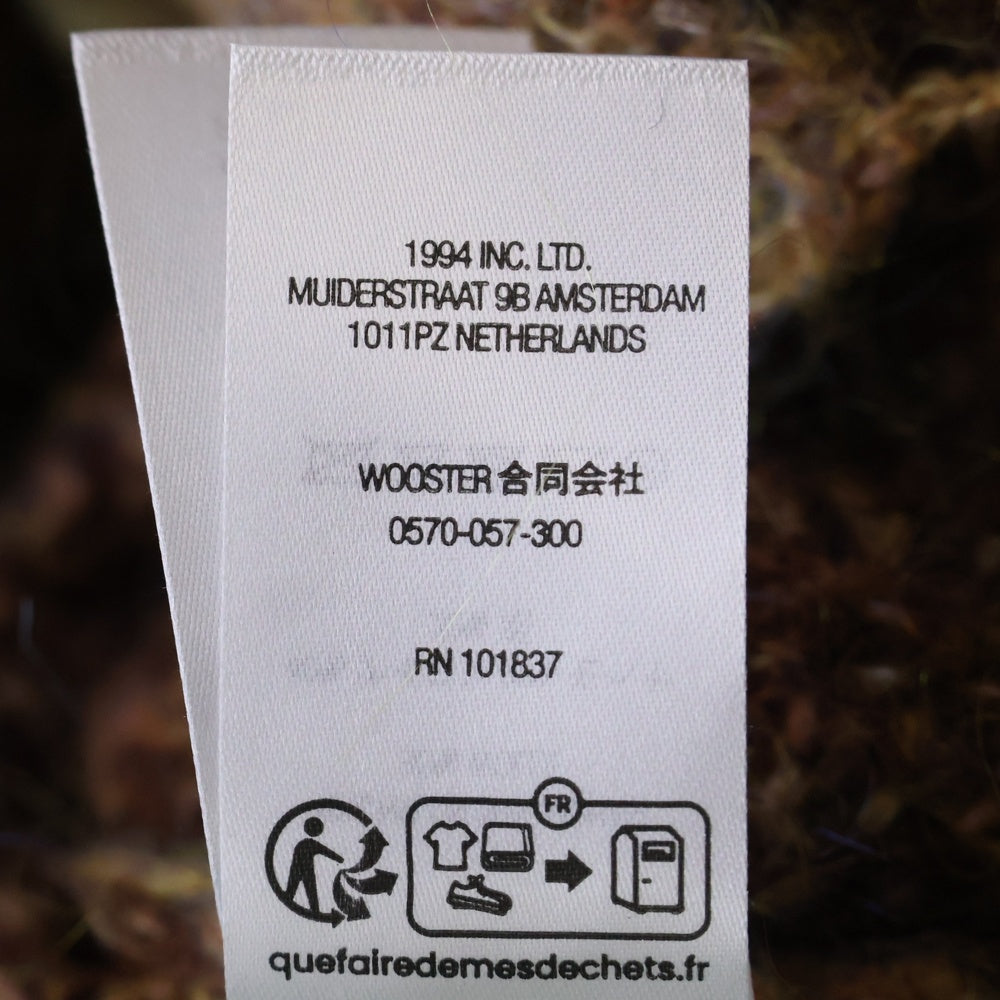 1994 INC. LTD.
MUIDERSTRAAT 9B AMSTERDAM
1011PZ NETHERLANDS
WOOSTER 合同会社
0570-057-300
RN 101837
FR
quefairedemesdechets.fr